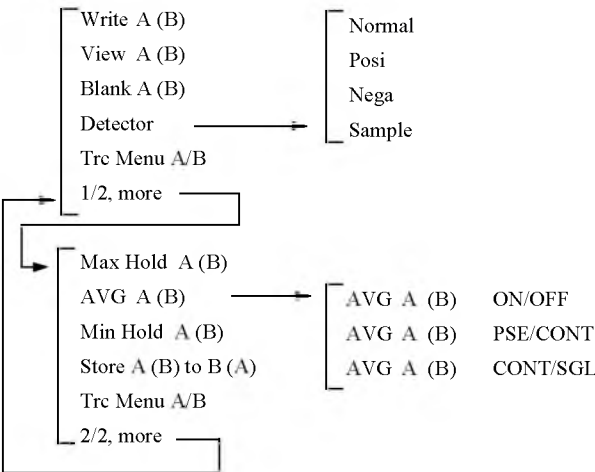 Write A (B)
View A (B)
Blank A (B)
Detector
Trc Menu A/B
1/2, more
Normal
Posi
Nega
Sample
Max Hold A (B)
AVG A (B)
Min Hold A (B)
Store A (B) to B (A)
Trc Menu A/B
2/2, more
AVG A (B) ON/OFF
AVG A (B) PSE/CONT
AVG A (B) CONT/SGL